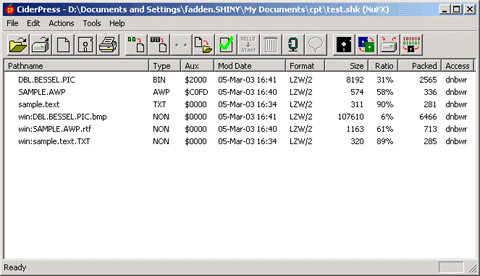 CiderPress - D:\Documents and Settings\fadden.SHINY\My Documents\cpt\test.shk (NuFX)
File Edit Actions Tools Help
HELLO START
Pathname Type Aux Mod Date Format Size Ratio Packed Access
DBL.BESSEL.PIC BIN $2000 05-Mar-03 16:41 LZW/2 8192 31% 2565 dnbwr
SAMPLE.AWP AWP $C0FD 05-Mar-03 16:40 LZW/2 574 58% 336 dnbwr
sample.text TXT $0000 05-Mar-03 16:34 LZW/2 311 90% 281 dnbwr
win:DBL.BESSEL.PIC.bmp NON $0000 05-Mar-03 16:41 LZW/2 107610 6% 6466 dnbwr
win:SAMPLE.AWP.rtf NON $0000 05-Mar-03 16:40 LZW/2 1163 61% 713 dnbwr
win:sample.text.TXT NON $0000 05-Mar-03 16:34 LZW/2 320 89% 285 dnbwr
Ready